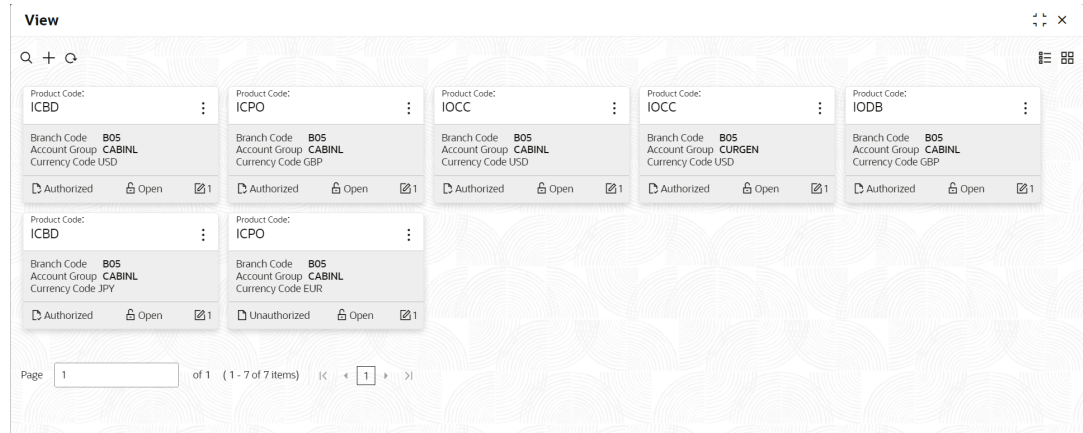 View
Product Code:
ICBD
Branch Code B05
Account Group CABINL
Currency Code USD
Authorized Open 1
Product Code:
ICPO
Branch Code B05
Account Group CABINL
Currency Code GBP
Authorized Open 1
Product Code:
IOCC
Branch Code B05
Account Group CABINL
Currency Code USD
Authorized Open 1
Product Code:
IOCC
Branch Code B05
Account Group CURGEN
Currency Code USD
Authorized Open 1
Product Code:
IODB
Branch Code B05
Account Group CABINL
Currency Code GBP
Authorized Open 1
Product Code:
ICBD
Branch Code B05
Account Group CABINL
Currency Code JPY
Authorized Open 1
Product Code:
ICPO
Branch Code B05
Account Group CABINL
Currency Code EUR
Unauthorized Open 1
Page 1 of 1 ( 1 - 7 of 7 items) 1